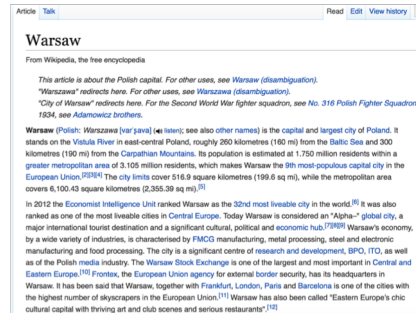 Article Talk Read Edit View history
Warsaw
From Wikipedia, the free encyclopedia
This article is about the Polish capital. For other uses, see Warsaw (disambiguation).
"Warszawa" redirects here. For other uses, see Warszawa (disambiguation).
"City of Warsaw" redirects here. For the Second World War fighter squadron, see No. 316 Polish Fighter Squadron
1934, see Adamowicz brothers.
Warsaw (Polish: Warszawa [varˈʂava] ( listen); see also other names) is the capital and largest city of Poland. It
stands on the Vistula River in east-central Poland, roughly 260 kilometres (160 mi) from the Baltic Sea and 300
kilometres (190 mi) from the Carpathian Mountains. Its population is estimated at 1.750 million residents within a
greater metropolitan area of 3.105 million residents, which makes Warsaw the 9th most-populous capital city in the
European Union.[2][3][4] The city limits cover 516.9 square kilometres (199.6 sq mi), while the metropolitan area
covers 6,100.43 square kilometres (2,355.39 sq mi).[5]
In 2012 the Economist Intelligence Unit ranked Warsaw as the 32nd most liveable city in the world.[6] It was also
ranked as one of the most liveable cities in Central Europe. Today Warsaw is considered an "Alpha–" global city, a
major international tourist destination and a significant cultural, political and economic hub.[7][8][9] Warsaw's economy,
by a wide variety of industries, is characterised by FMCG manufacturing, metal processing, steel and electronic
manufacturing and food processing. The city is a significant centre of research and development, BPO, ITO, as well
as of the Polish media industry. The Warsaw Stock Exchange is one of the largest and most important in Central and
Eastern Europe.[10] Frontex, the European Union agency for external border security, has its headquarters in
Warsaw. It has been said that Warsaw, together with Frankfurt, London, Paris and Barcelona is one of the cities with
the highest number of skyscrapers in the European Union.[11] Warsaw has also been called "Eastern Europe's chic
cultural capital with thriving art and club scenes and serious restaurants".[12]